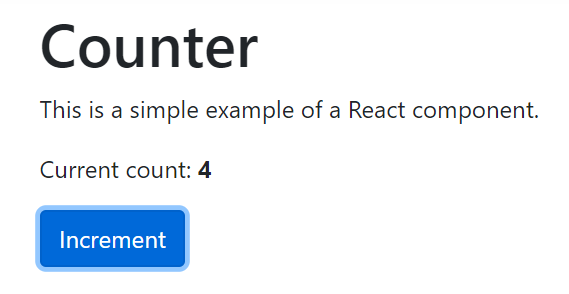 Counter
This is a simple example of a React component.
Current count: 4
Increment